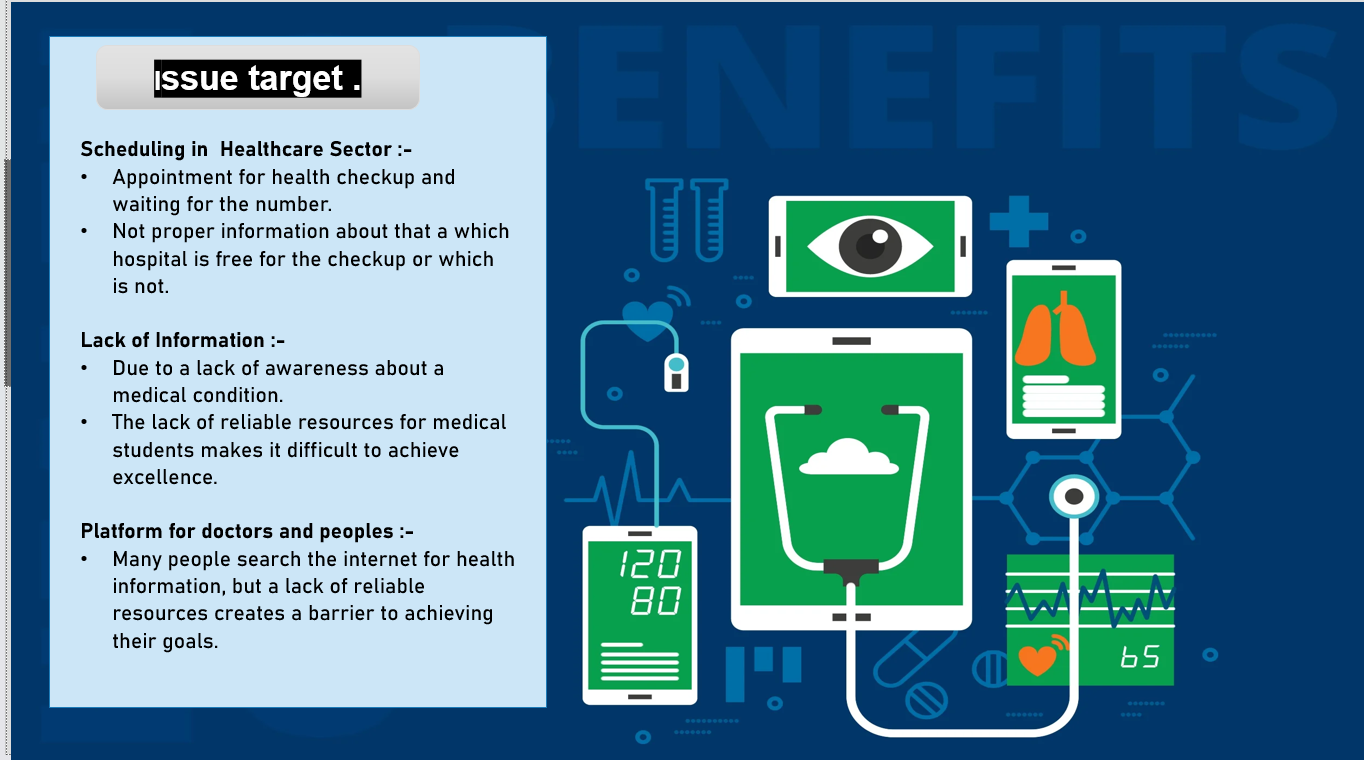 BENEFITS
ıssue target .
Scheduling in  Healthcare Sector :-
• Appointment for health checkup and
waiting for the number.
• Not proper information about that a which
hospital is free for the checkup or which
is not.
Lack of Information :-
• Due to a lack of awareness about a
medical condition.
• The lack of reliable resources for medical
students makes it difficult to achieve
excellence.
Platform for doctors and peoples :-
• Many people search the internet for health
information, but a lack of reliable
resources creates a barrier to achieving
their goals.
120
80
65